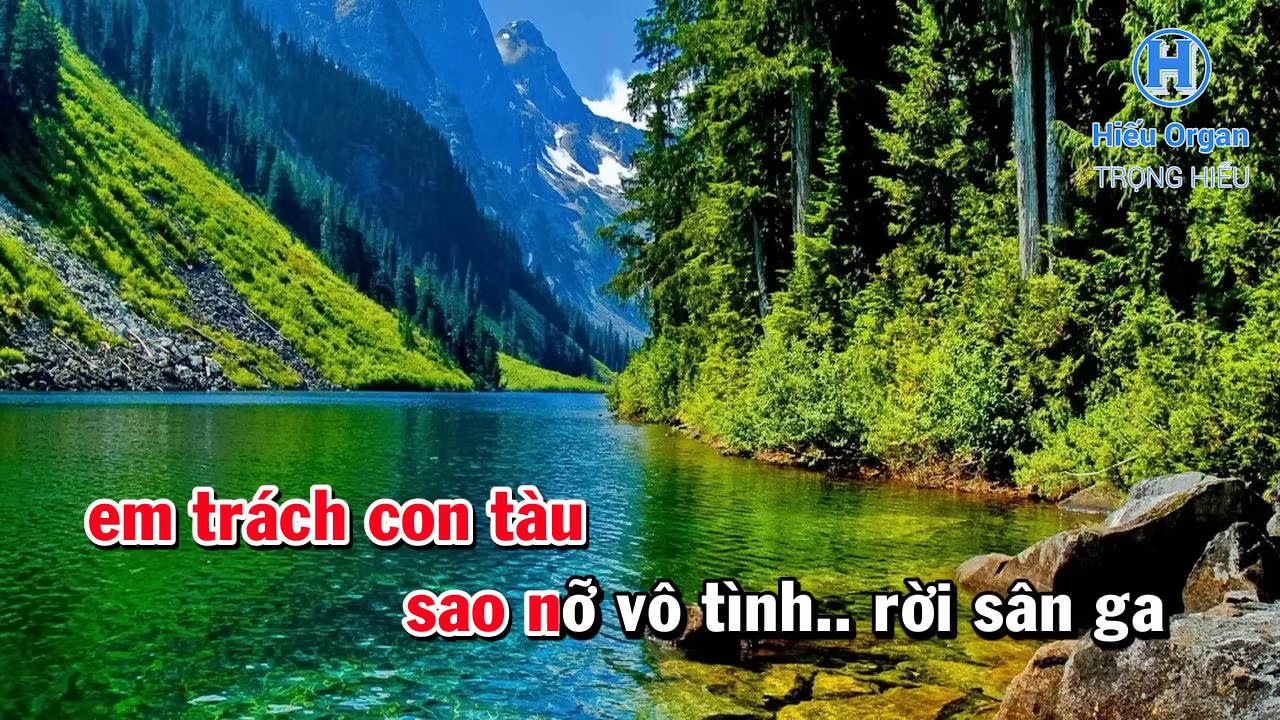 H
Hiếu Organ
TRỌNG HIẾU
em trách con tàu
sao nỡ vô tình.. rời sân ga